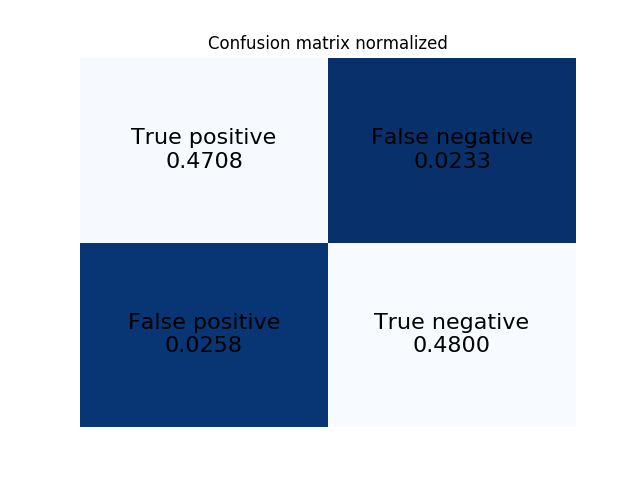 Confusion matrix normalized
True positive
0.4708
False negative
0.0233
False positive
0.0258
True negative
0.4800